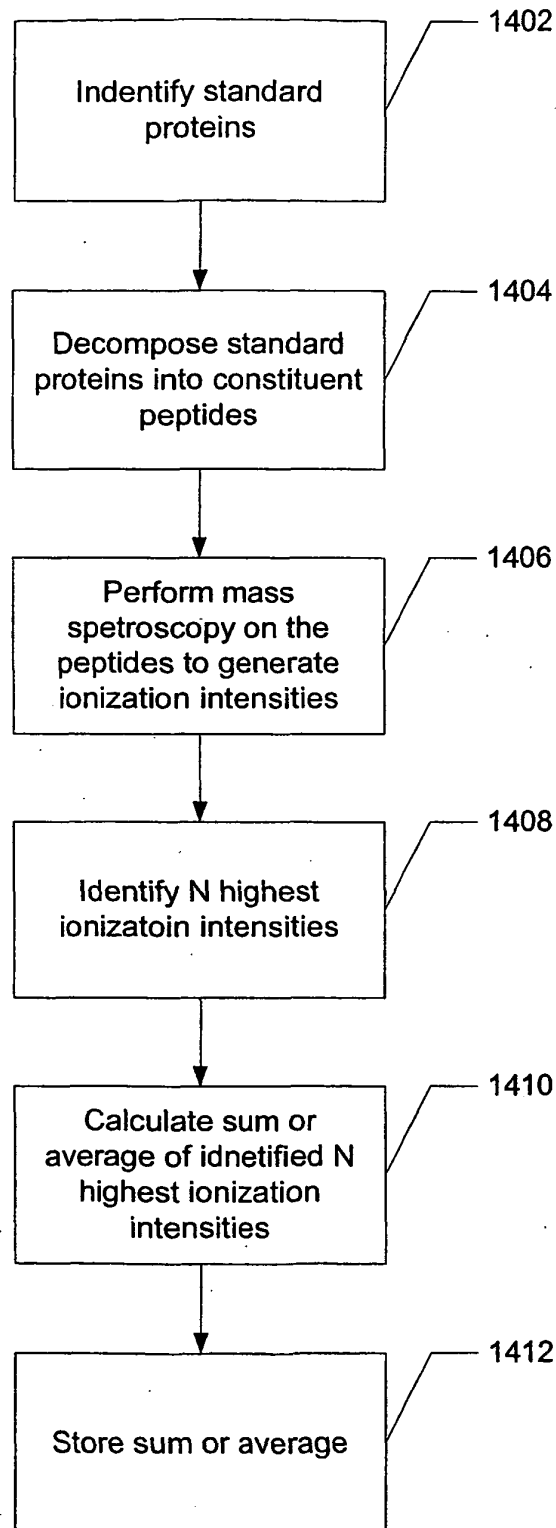 1402
Indentify standard
proteins
1404
Decompose standard
proteins into constituent
peptides
1406
Perform mass
spetroscopy on the
peptides to generate
ionization intensities
1408
Identify N highest
ionizatoin intensities
1410
Calculate sum or
average of idnetified N
highest ionization
intensities
1412
Store sum or average